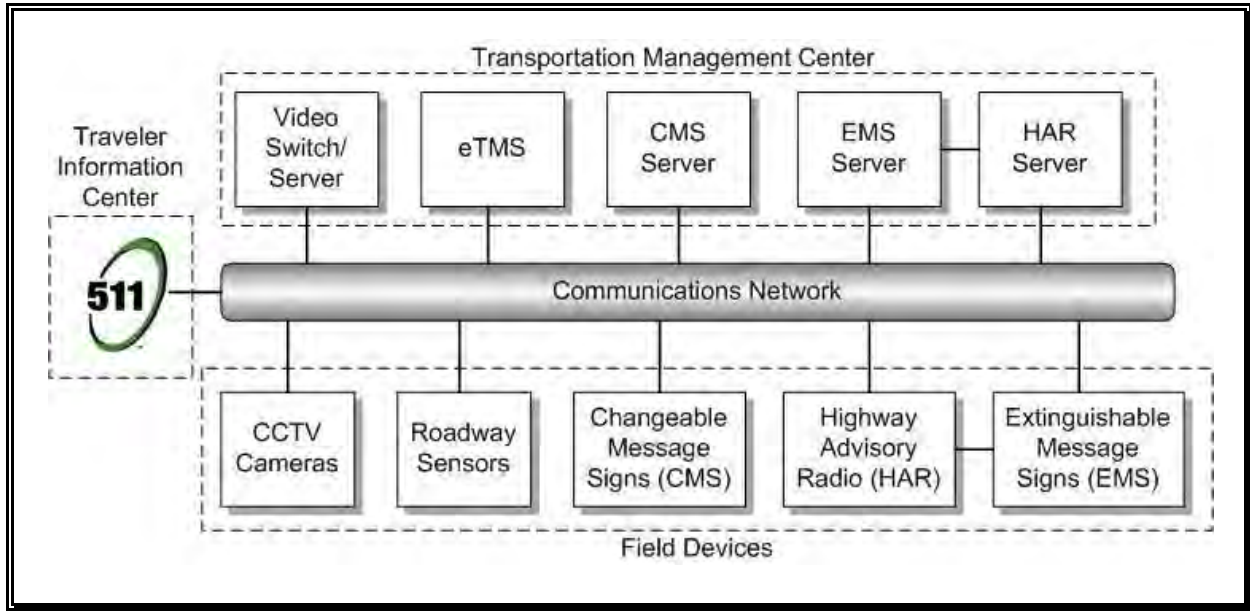 Transportation Management Center
Video
Switch/
Server
eTMS
CMS
Server
EMS
Server
HAR
Server
Traveler
Information
Center
511
Communications Network
CCTV
Cameras
Roadway
Sensors
Changeable
Message
Signs (CMS)
Highway
Advisory
Radio (HAR)
Extinguishable
Message
Signs (EMS)
Field Devices